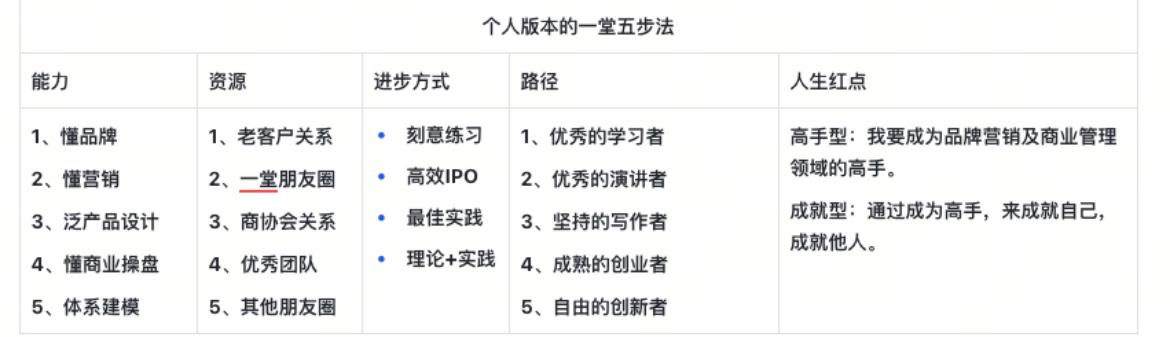 个人版本的一堂五步法
能力
资源
进步方式
路径
人生红点
1、懂品牌
2、懂营销
3、泛产品设计
4、懂商业操盘
5、体系建模
1、老客户关系
2、一堂朋友圈
3、商协会关系
4、优秀团队
5、其他朋友圈
• 刻意练习
• 高效IPO
• 最佳实践
• 理论+实践
1、优秀的学习者
2、优秀的演讲者
3、坚持的写作者
4、成熟的创业者
5、自由的创新者
高手型：我要成为品牌营销及商业管理
领域的高手。
成就型：通过成为高手，来成就自己，
成就他人。